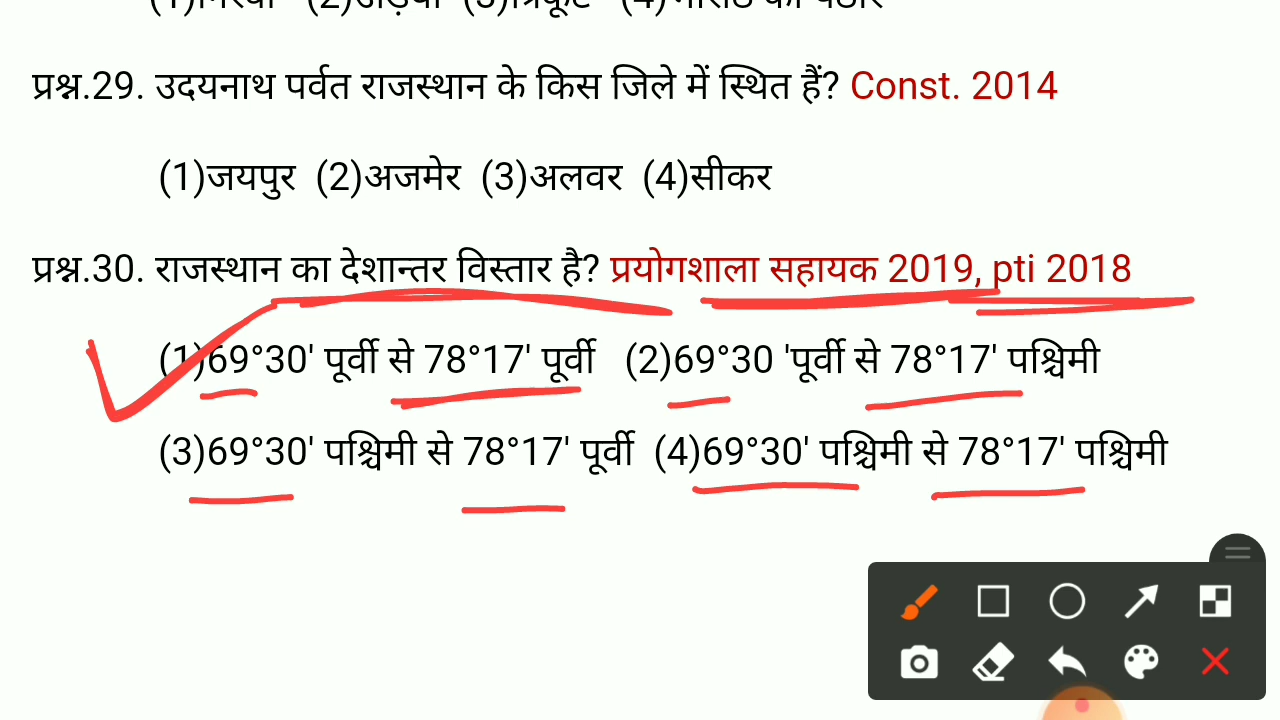 प्रश्न.29. उदयनाथ पर्वत राजस्थान के किस जिले में स्थित हैं? Const. 2014
(1)जयपुर (2)अजमेर (3)अलवर (4)सीकर
प्रश्न.30. राजस्थान का देशान्तर विस्तार है? प्रयोगशाला सहायक 2019, pti 2018
(1)69°30' पूर्वी से 78°17' पूर्वी (2)69°30 'पूर्वी से 78°17' पश्चिमी
(3)69°30' पश्चिमी से 78°17' पूर्वी (4)69°30' पश्चिमी से 78°17' पश्चिमी